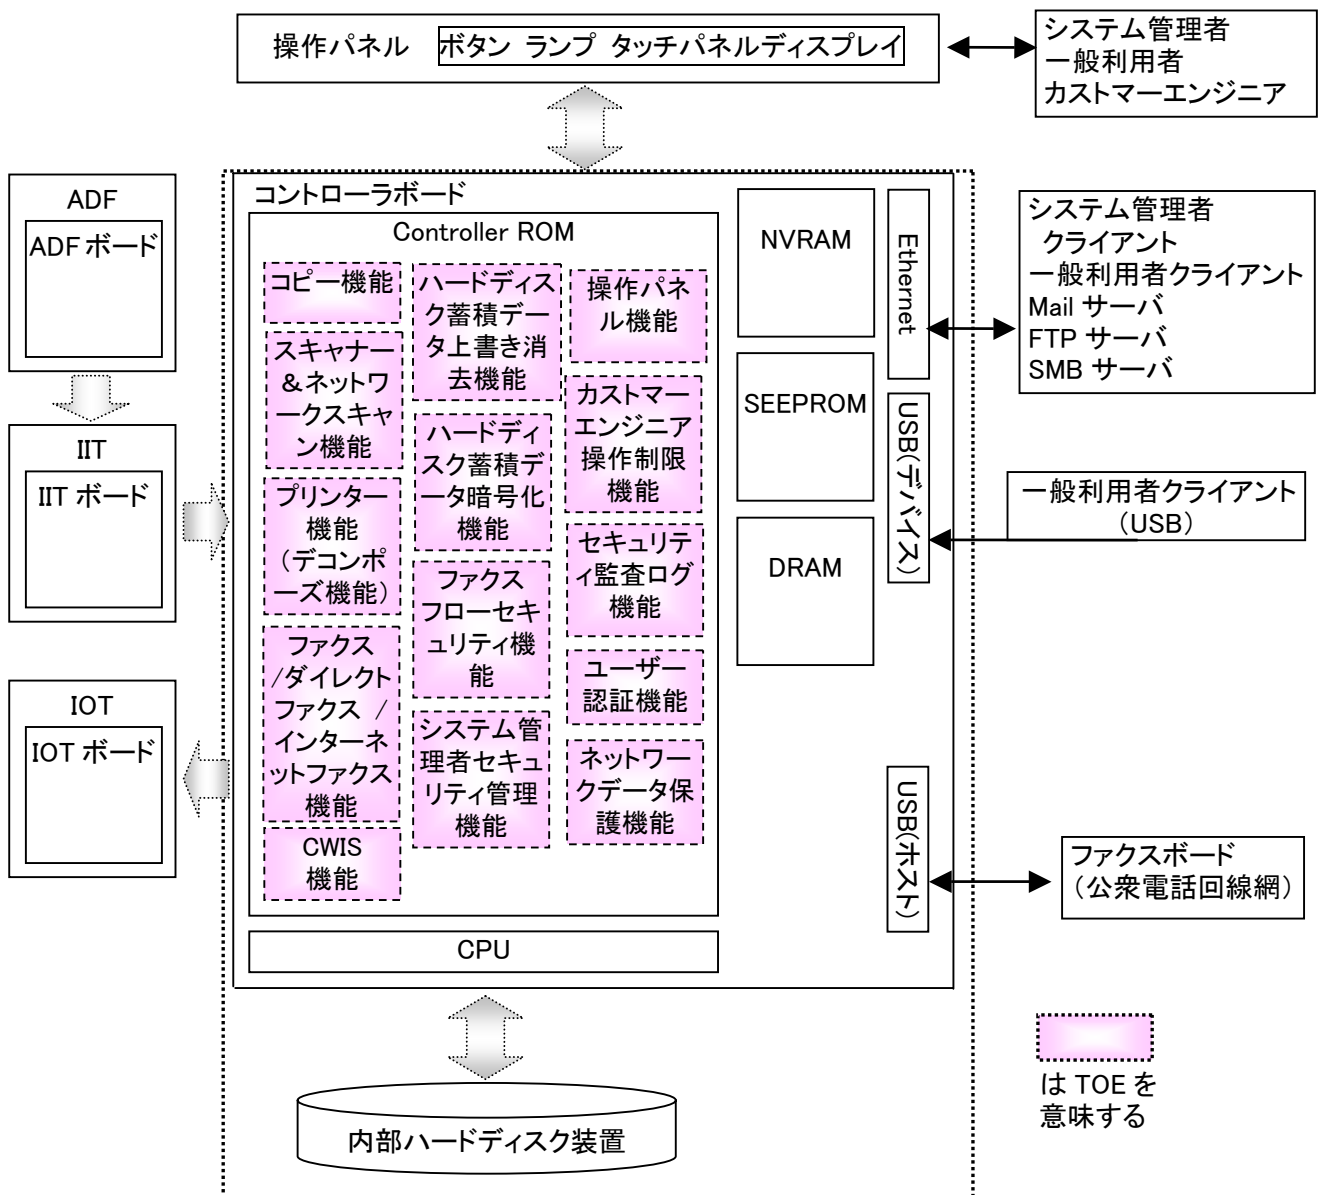 操作パネル ボタン ランプ タッチパネルディスプレイ
システム管理者
一般利用者
カストマーエンジニア
ADF
ADF ボード
IIT
IIT ボード
IOT
IOT ボード
コントローラボード
Controller ROM
コピー機能
スキャナー
&ネットワ
ークスキャ
ン機能
プリンター
機能
(デコンポ
ーズ機能)
ファクス
/ダイレクト
ファクス /
インターネ
ットファクス
機能
CWIS
機能
ハードディス
ク蓄積デー
タ上書き消
去機能
ハードディ
スク蓄積デ
ータ暗号化
機能
ファクス
フローセキ
ュリティ機
能
システム管
理者セキュ
リティ管理
機能
操作パネ
ル機能
カストマー
エンジニア
操作制限
機能
セキュリテ
ィ監査ログ
機能
ユーザー
認証機能
ネットワー
クデータ保
護機能
CPU
NVRAM
SEEPROM
DRAM
Ethernet
USB(デバイス)
USB(ホスト)
システム管理者
クライアント
一般利用者クライアント
Mail サーバ
FTP サーバ
SMB サーバ
一般利用者クライアント
(USB)
ファクスボード
(公衆電話回線網)
内部ハードディスク装置
は TOE を
意味する